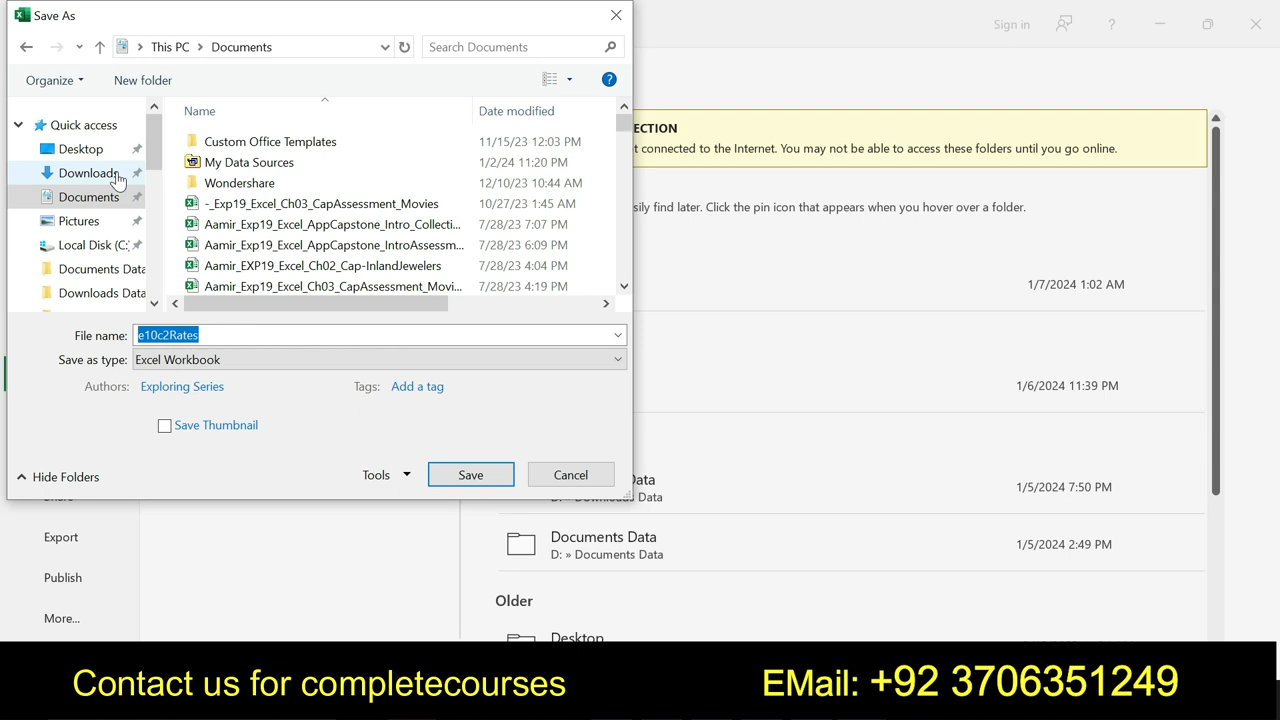 Save As
This PC > Documents
Search Documents
Organize
New folder
Name
Date modified
Quick access
Desktop
Downloads
Documents
Pictures
Local Disk (C:
Documents Data
Downloads Data
Custom Office Templates 11/15/23 12:03 PM
My Data Sources 1/2/24 11:20 PM
Wondershare 12/10/23 10:44 AM
-_Exp19_Excel_Ch03_CapAssessment_Movies 10/27/23 1:45 AM
Aamir_Exp19_Excel_AppCapstone_Intro_Collecti... 7/28/23 7:07 PM
Aamir_Exp19_Excel_AppCapstone_IntroAssessm... 7/28/23 6:09 PM
Aamir_EXP19_Excel_Ch02_Cap-InlandJewelers 7/28/23 4:04 PM
Aamir_Exp19_Excel_Ch03_CapAssessment_Movi... 7/28/23 4:19 PM
File name: e10c2Rates
Save as type: Excel Workbook
Authors: Exploring Series
Tags: Add a tag
Save Thumbnail
Hide Folders
Tools
Save
Cancel
Sign in
?
ECTION
t connected to the Internet. You may not be able to access these folders until you go online.
sily find later. Click the pin icon that appears when you hover over a folder.
1/7/2024 1:02 AM
1/6/2024 11:39 PM
Data
1/5/2024 7:50 PM
Documents Data
D: » Documents Data
1/5/2024 2:49 PM
Older
Desktop
Export
Publish
More...
Contact us for completecourses
EMail: +92 3706351249